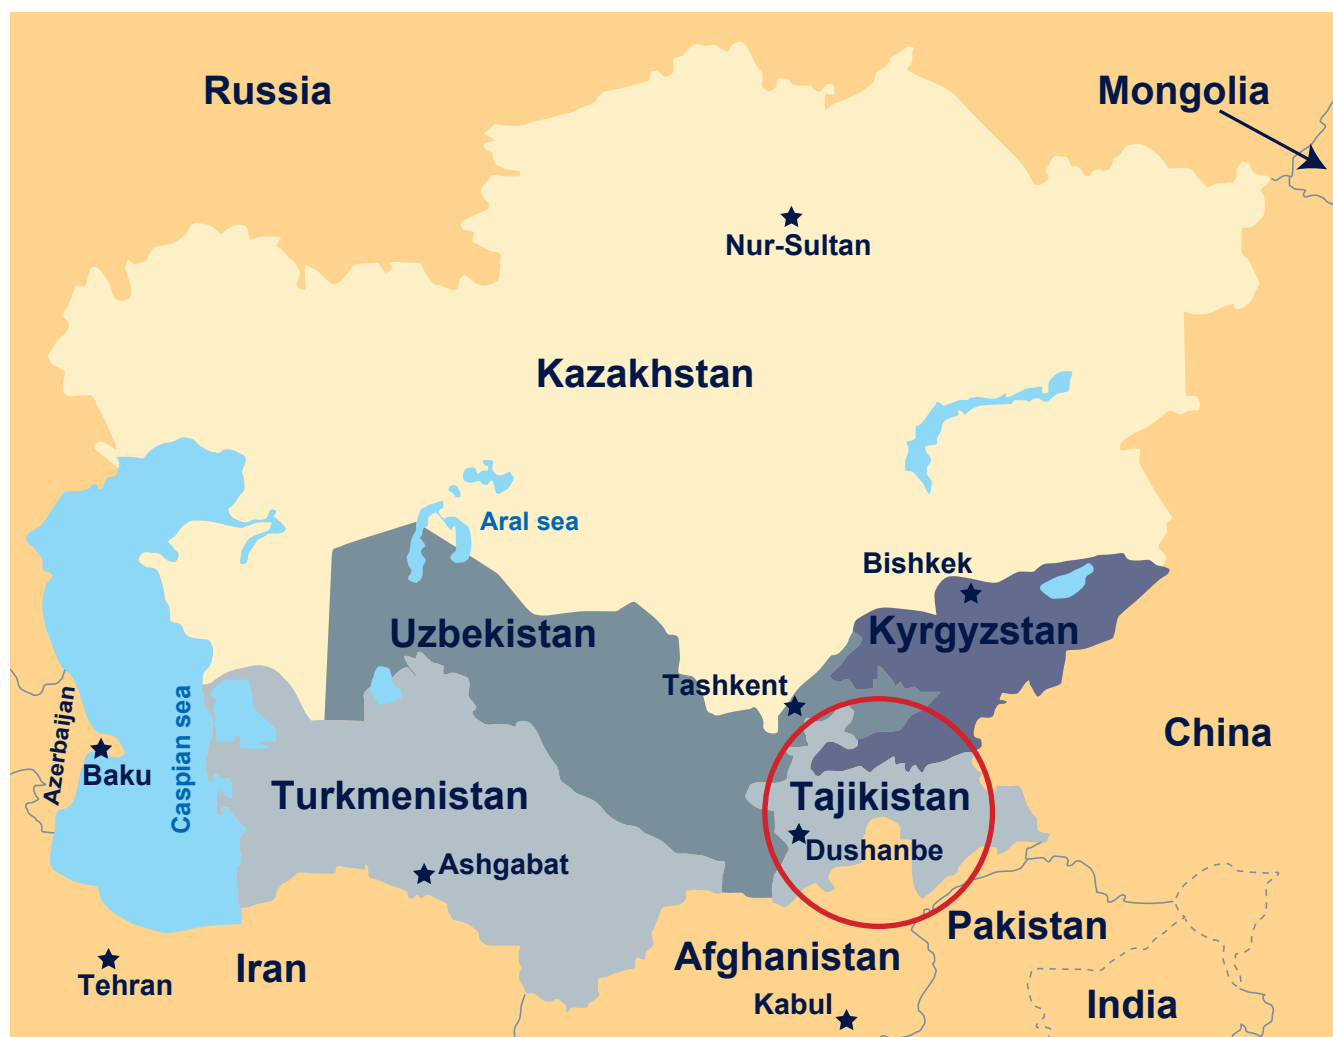 Russia
Mongolia
Nur-Sultan
Kazakhstan
Aral sea
Bishkek
Uzbekistan
Kyrgyzstan
Tashkent
Azerbaijan
Caspian sea
China
Baku
Turkmenistan
Tajikistan
Dushanbe
Ashgabat
Pakistan
Afghanistan
Iran
Tehran
Kabul
India